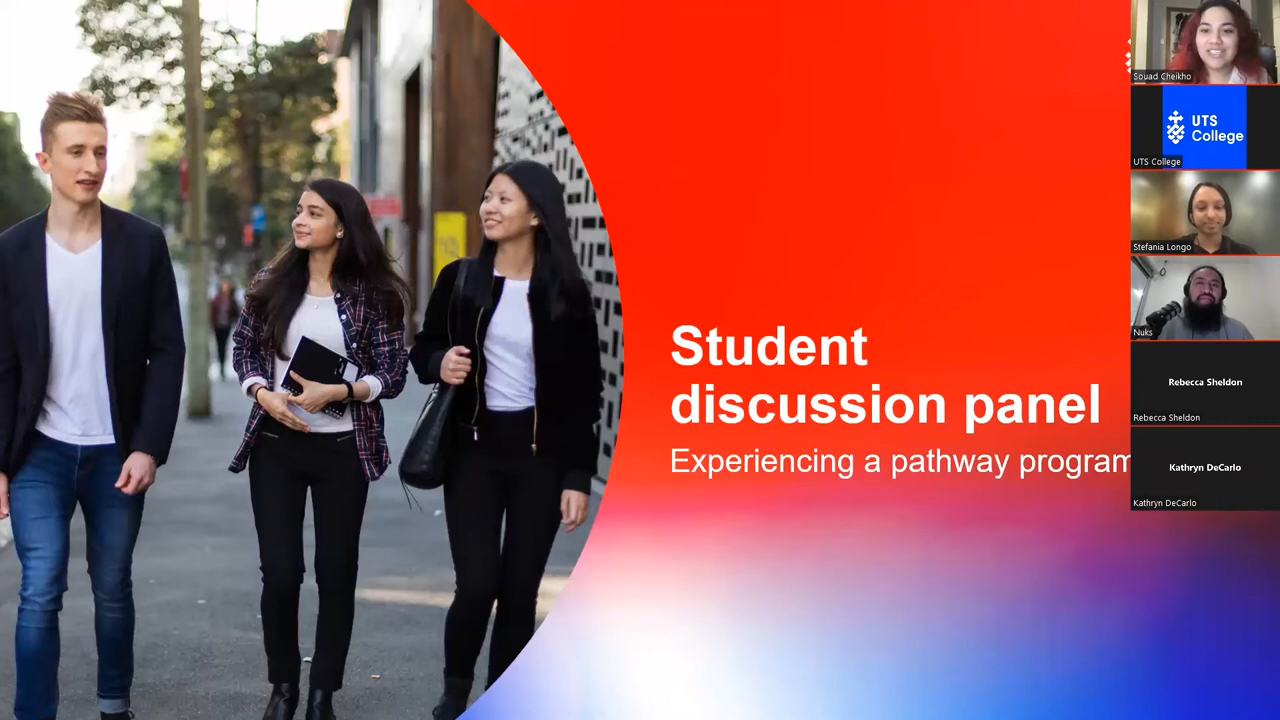 Student
discussion panel
Experiencing a pathway program
Souad Cheikho
UTS
College
UTS College
Stefania Longo
Nuks
Rebecca Sheldon
Rebecca Sheldon
Kathryn DeCarlo
Kathryn DeCarlo